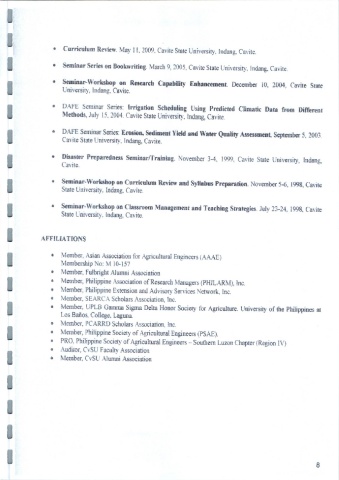 • Curriculum Review. May 11, 2009. Cavite State University, Indang, Cavite.
• Seminar Series on Bookwriting. March 9, 2005, Cavite State University, Indang, Cavite.
• Seminar-Workshop on Research Capability Enhancement. December 10, 2004, Cavite State
University, Indang, Cavite.
• DAFE Seminar Series: Irrigation Scheduling Using Predicted Climatic Data from Different
Methods, July 15, 2004. Cavite State University, Indang, Cavite.
• DAFE Seminar Series: Erosion, Sediment Yield and Water Quality Assessment. September 5, 2003.
Cavite State University, Indang, Cavite.
• Disaster Preparedness Seminar/Training. November 3-4, 1999, Cavite State University, Indang,
Cavite.
• Seminar-Workshop on Curriculum Review and Syllabus Preparation. November 5-6, 1998, Cavite
State University, Indang, Cavite.
• Seminar-Workshop on Classroom Management and Teaching Strategies. July 23-24, 1998, Cavite
State University, Indang, Cavite.
AFFILIATIONS
• Member, Asian Association for Agricultural Engineers (AAAE)
Membership No: M 10-157
• Member, Fulbright Alumni Association
• Member, Philippine Association of Research Managers (PHILARM), Inc.
• Member, Philippine Extension and Advisory Services Network, Inc.
• Member, SEARCA Scholars Association, Inc.
• Member, UPLB Gamma Sigma Delta Honor Society for Agriculture. University of the Philippines at
Los Baños, College, Laguna.
• Member, PCARRD Scholars Association, Inc.
• Member, Philippine Society of Agricultural Engineers (PSAE).
• PRO, Philippine Society of Agricultural Engineers – Southern Luzon Chapter (Region IV)
• Auditor, CvSU Faculty Association
• Member, CvSU Alumni Association
8